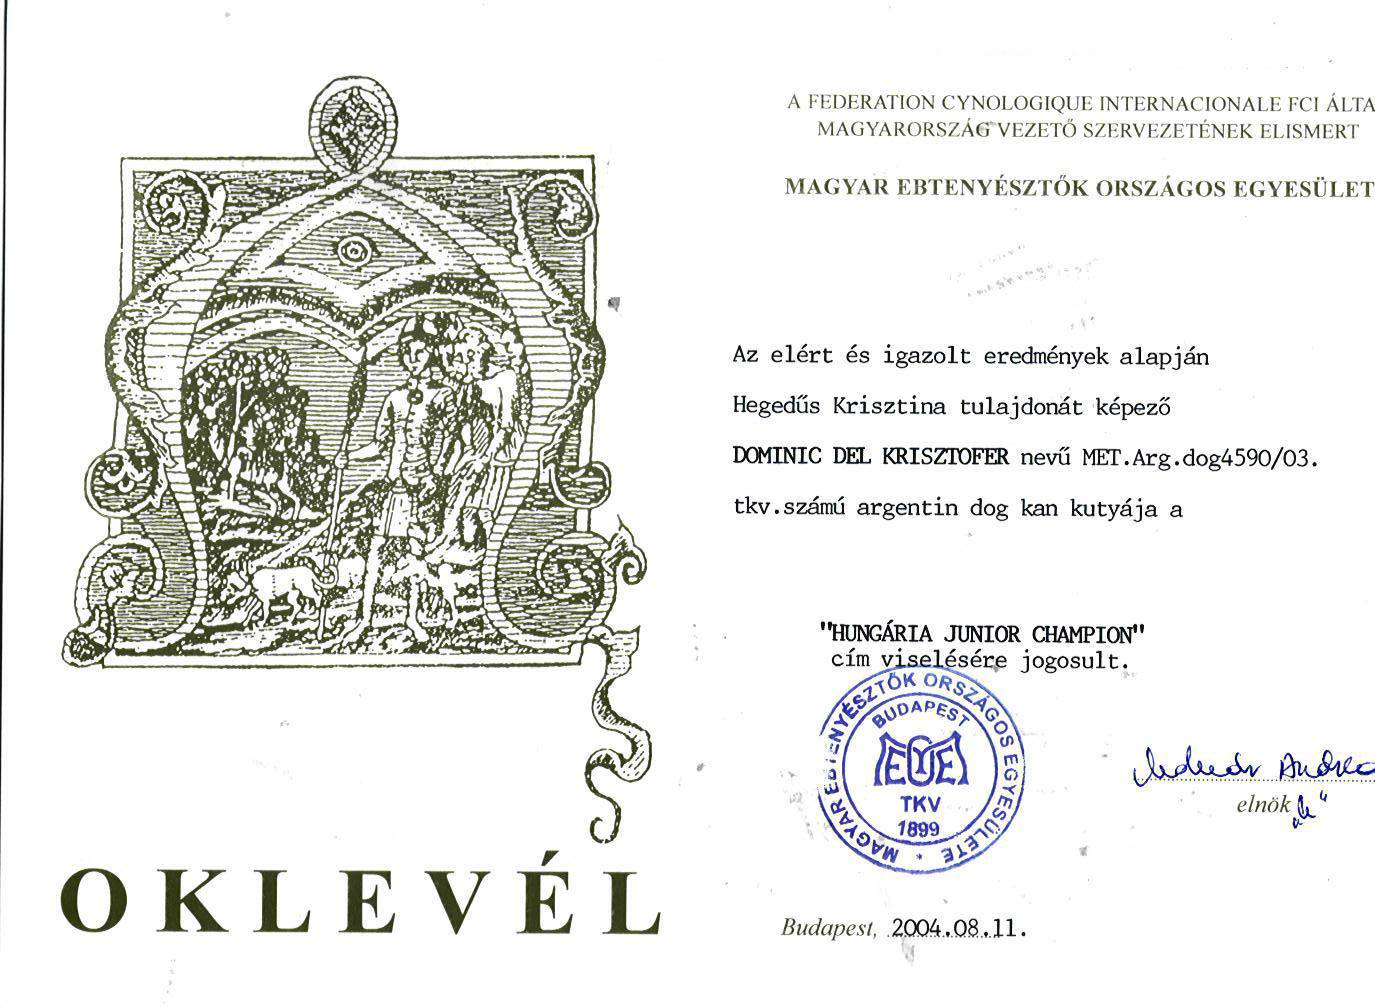 A FEDERATION CYNOLOGIQUE INTERNACIONALE FCI ÁLTA
MAGYARORSZÁG VEZETŐ SZERVEZETÉNEK ELISMERT
MAGYAR EBTENYÉSZTŐK ORSZÁGOS EGYESÜLET
Az elért és igazolt eredmények alapján
Hegedűs Krisztina tulajdonát képező
DOMINIC DEL KRISZTOFER nevű MET.Arg.dog4590/03.
tkv.számú argentin dog kan kutyája a
"HUNGÁRIA JUNIOR CHAMPION"
cím viselésére jogosult.
MAGYAR EBTENYÉSZTŐK ORSZÁGOS EGYESÜLETE
BUDAPEST
MEOE
TKV
1899
elnök
Budapest, 2004.08.11.
OKLEVÉL